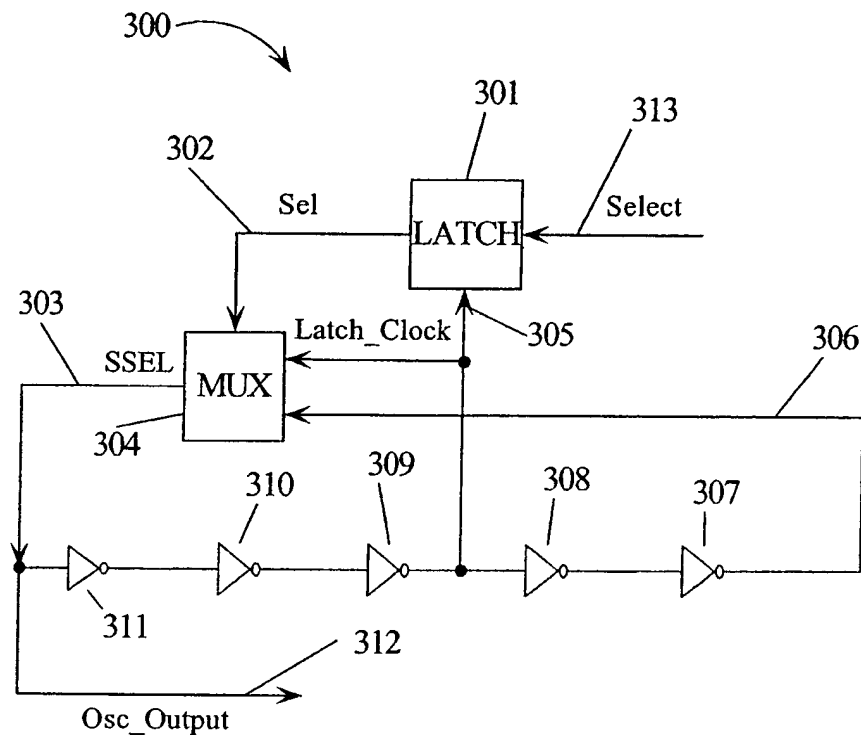 300
301
313
302
Sel
LATCH
Select
303
SSEL
Latch_Clock
305
306
MUX
304
310
309
308
307
311
312
Osc_Output